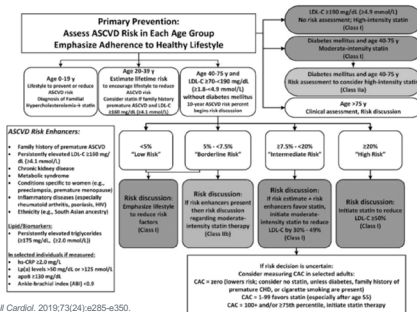 Primary Prevention:
Assess ASCVD Risk in Each Age Group
Emphasize Adherence to Healthy Lifestyle
LDL-C ≥190 mg/dL (≥4.9 mmol/L)
No risk assessment; High-intensity statin
(Class I)
Diabetes mellitus and age 40-75 y
Moderate-intensity statin
(Class I)
Diabetes mellitus and age 40-75 y
Risk assessment to consider high-intensity statin
(Class IIa)
Age >75 y
Clinical assessment, Risk discussion
Age 0-19 y
Lifestyle to prevent or reduce
ASCVD risk
Diagnosis of Familial
Hypercholesterolemia → statin
Age 20-39 y
Estimate lifetime risk
to encourage lifestyle to reduce
ASCVD risk
Consider statin if family history
premature ASCVD and LDL-C
≥160 mg/dL (≥4.1 mmol/L)
Age 40-75 y and
LDL-C ≥70-<190 mg/dL
(≥1.8-<4.9 mmol/L)
without diabetes mellitus
10-year ASCVD risk percent
begins risk discussion
<5%
"Low Risk"
5% - <7.5%
"Borderline Risk"
≥7.5% - <20%
"Intermediate Risk"
≥20%
"High Risk"
ASCVD Risk Enhancers:
• Family history of premature ASCVD
• Persistently elevated LDL-C ≥160 mg/
dL (≥4.1 mmol/L)
• Chronic kidney disease
• Metabolic syndrome
• Conditions specific to women (e.g.,
preeclampsia, premature menopause)
• Inflammatory diseases (especially
rheumatoid arthritis, psoriasis, HIV)
• Ethnicity (e.g., South Asian ancestry)
Lipid/Biomarkers:
• Persistently elevated triglycerides
(≥175 mg/dL, (≥2.0 mmol/L))
In selected individuals if measured:
• hs-CRP ≥2.0 mg/L
• Lp(a) levels >50 mg/dL or >125 nmol/L
• apoB ≥130 mg/dL
• Ankle-brachial index (ABI) <0.9
Risk discussion:
Emphasize lifestyle
to reduce risk
factors
(Class I)
Risk discussion:
If risk enhancers present
then risk discussion
regarding moderate-
intensity statin therapy
(Class IIb)
Risk discussion:
If risk estimate + risk
enhancers favor statin,
initiate moderate-
intensity statin to reduce
LDL-C by 30% - 49%
(Class I)
Risk discussion:
Initiate statin to reduce
LDL-C ≥50%
(Class I)
If risk decision is uncertain:
Consider measuring CAC in selected adults:
CAC = zero (lowers risk; consider no statin, unless diabetes, family history of
premature CHD, or cigarette smoking are present)
CAC = 1-99 favors statin (especially after age 55)
CAC = 100+ and/or ≥75th percentile, initiate statin therapy
ll Cardiol. 2019;73(24):e285-e350.